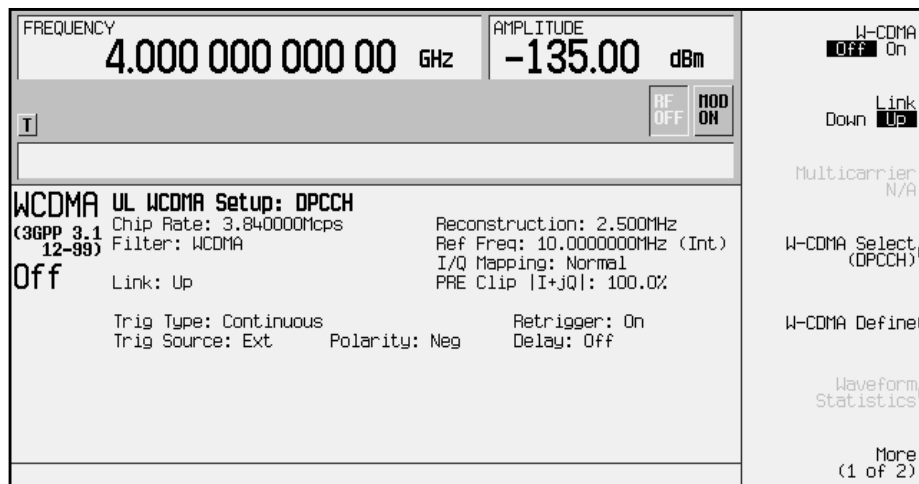 FREQUENCY
4.000 000 000 00 GHz
AMPLITUDE
-135.00 dBm
T
RF
OFF
MOD
ON
WCDMA
(3GPP 3.1
12-99)
Off
UL WCDMA Setup: DPCCH
Chip Rate: 3.840000Mcps
Filter: WCDMA
Link: Up
Reconstruction: 2.500MHz
Ref Freq: 10.0000000MHz (Int)
I/Q Mapping: Normal
PRE Clip |I+jQ|: 100.0%
Trig Type: Continuous
Retrigger: On
Trig Source: Ext Polarity: Neg Delay: Off
W-CDMA
Off On
Link
Down Up
Multicarrier
N/A
W-CDMA Select
(DPCCH)
W-CDMA Define
Waveform
Statistics
More
(1 of 2)